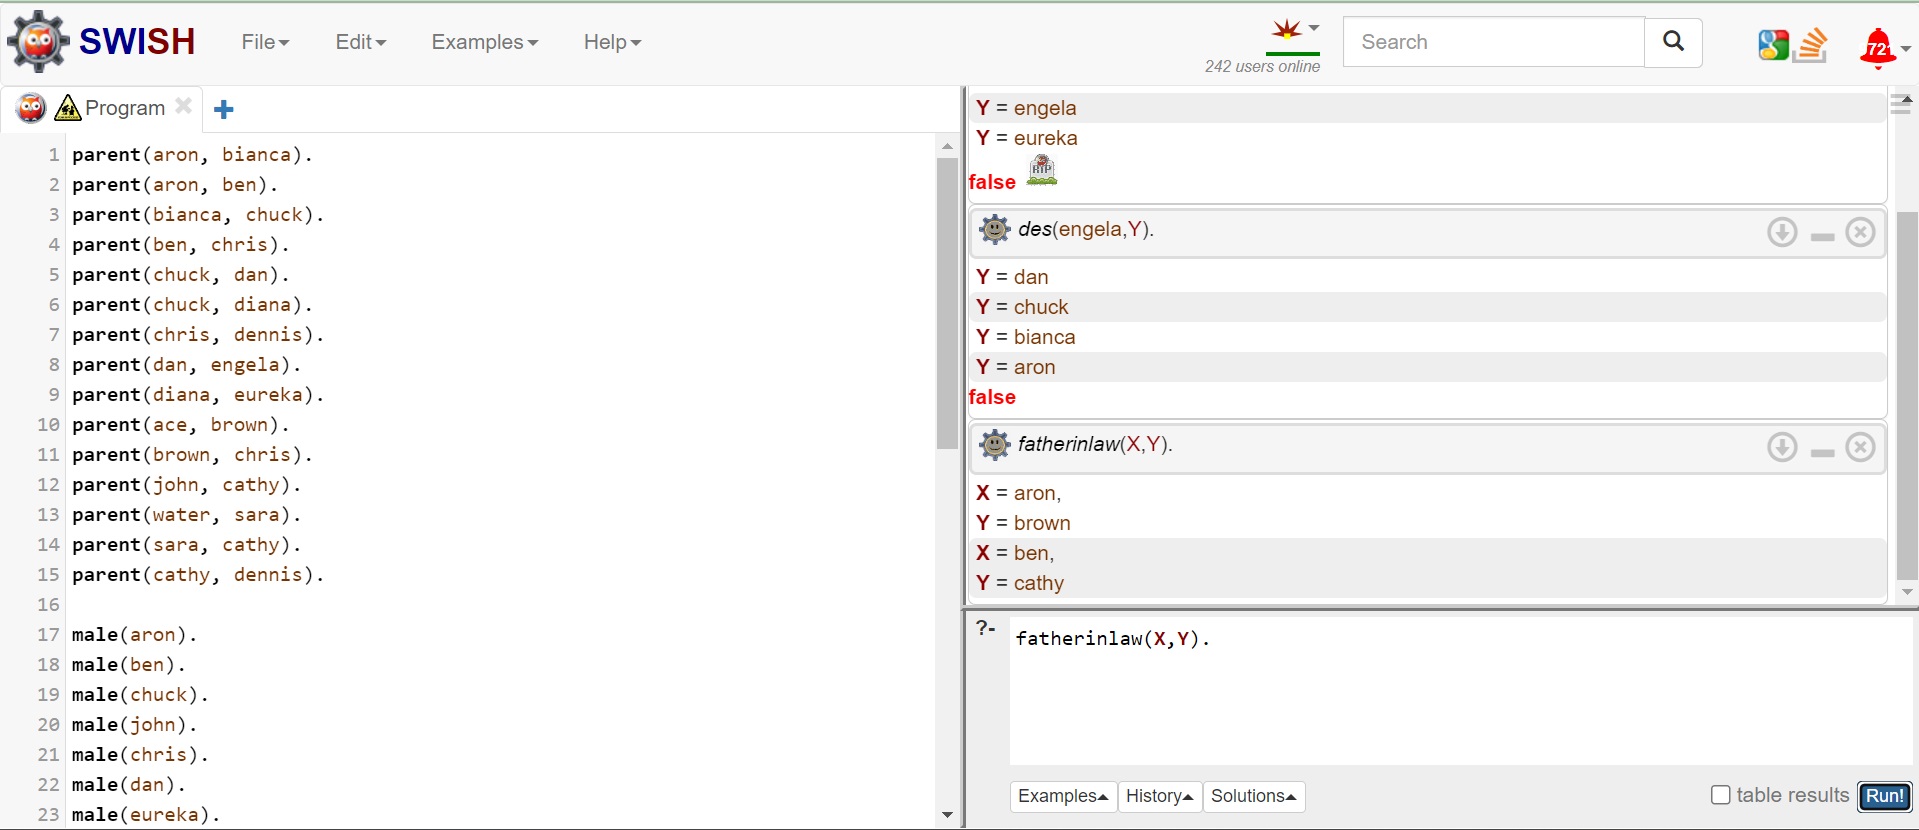 SWISH File Edit Examples Help 242 users online Search 72
Program
1 parent(aron, bianca).
2 parent(aron, ben).
3 parent(bianca, chuck).
4 parent(ben, chris).
5 parent(chuck, dan).
6 parent(chuck, diana).
7 parent(chris, dennis).
8 parent(dan, engela).
9 parent(diana, eureka).
10 parent(ace, brown).
11 parent(brown, chris).
12 parent(john, cathy).
13 parent(water, sara).
14 parent(sara, cathy).
15 parent(cathy, dennis).
16
17 male(aron).
18 male(ben).
19 male(chuck).
20 male(john).
21 male(chris).
22 male(dan).
23 male(eureka).
Y = engela
Y = eureka
false RIP
des(engela,Y).
Y = dan
Y = chuck
Y = bianca
Y = aron
false
fatherinlaw(X,Y).
X = aron,
Y = brown
X = ben,
Y = cathy
?- fatherinlaw(X,Y).
Examples History Solutions table results Run!